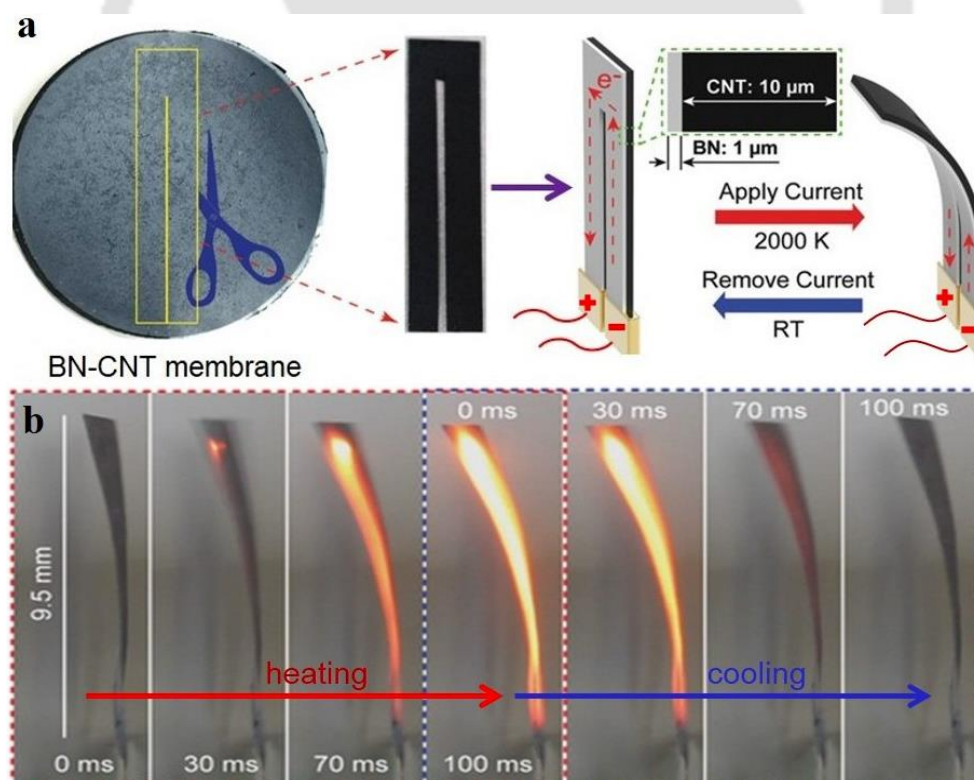 a
e⁻
CNT: 10 µm
BN: 1 µm
Apply Current
2000 K
Remove Current
RT
+
-
+
-
BN-CNT membrane
b
0 ms
30 ms
70 ms
100 ms
9.5 mm
heating
cooling
0 ms
30 ms
70 ms
100 ms